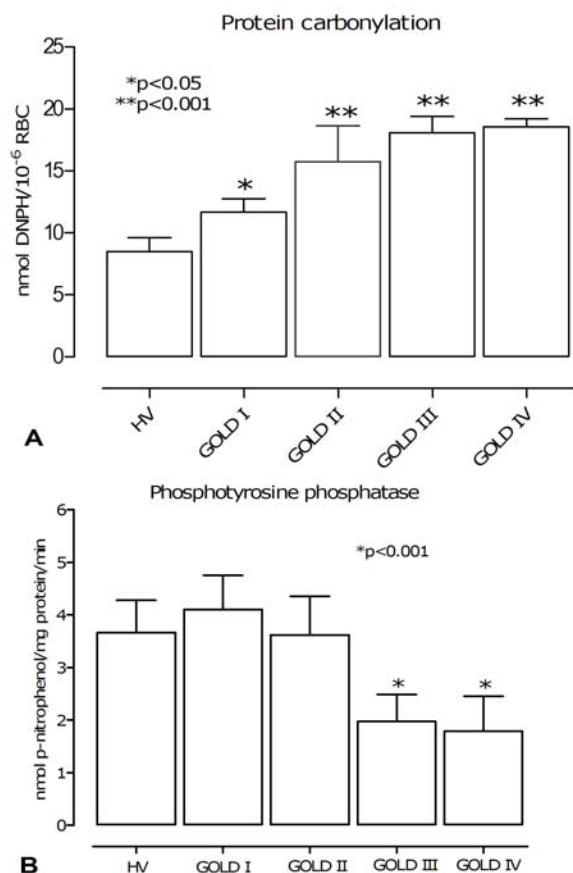 Protein carbonylation
nmol DNPH/10⁻⁶ RBC
25
20
15
10
5
0
*p<0.05
**p<0.001
*
**
**
**
HV
GOLD I
GOLD II
GOLD III
GOLD IV
A
Phosphotyrosine phosphatase
nmol p-nitrophenol/mg protein/min
6
5
4
3
2
1
0
*p<0.001
*
*
HV
GOLD I
GOLD II
GOLD III
GOLD IV
B